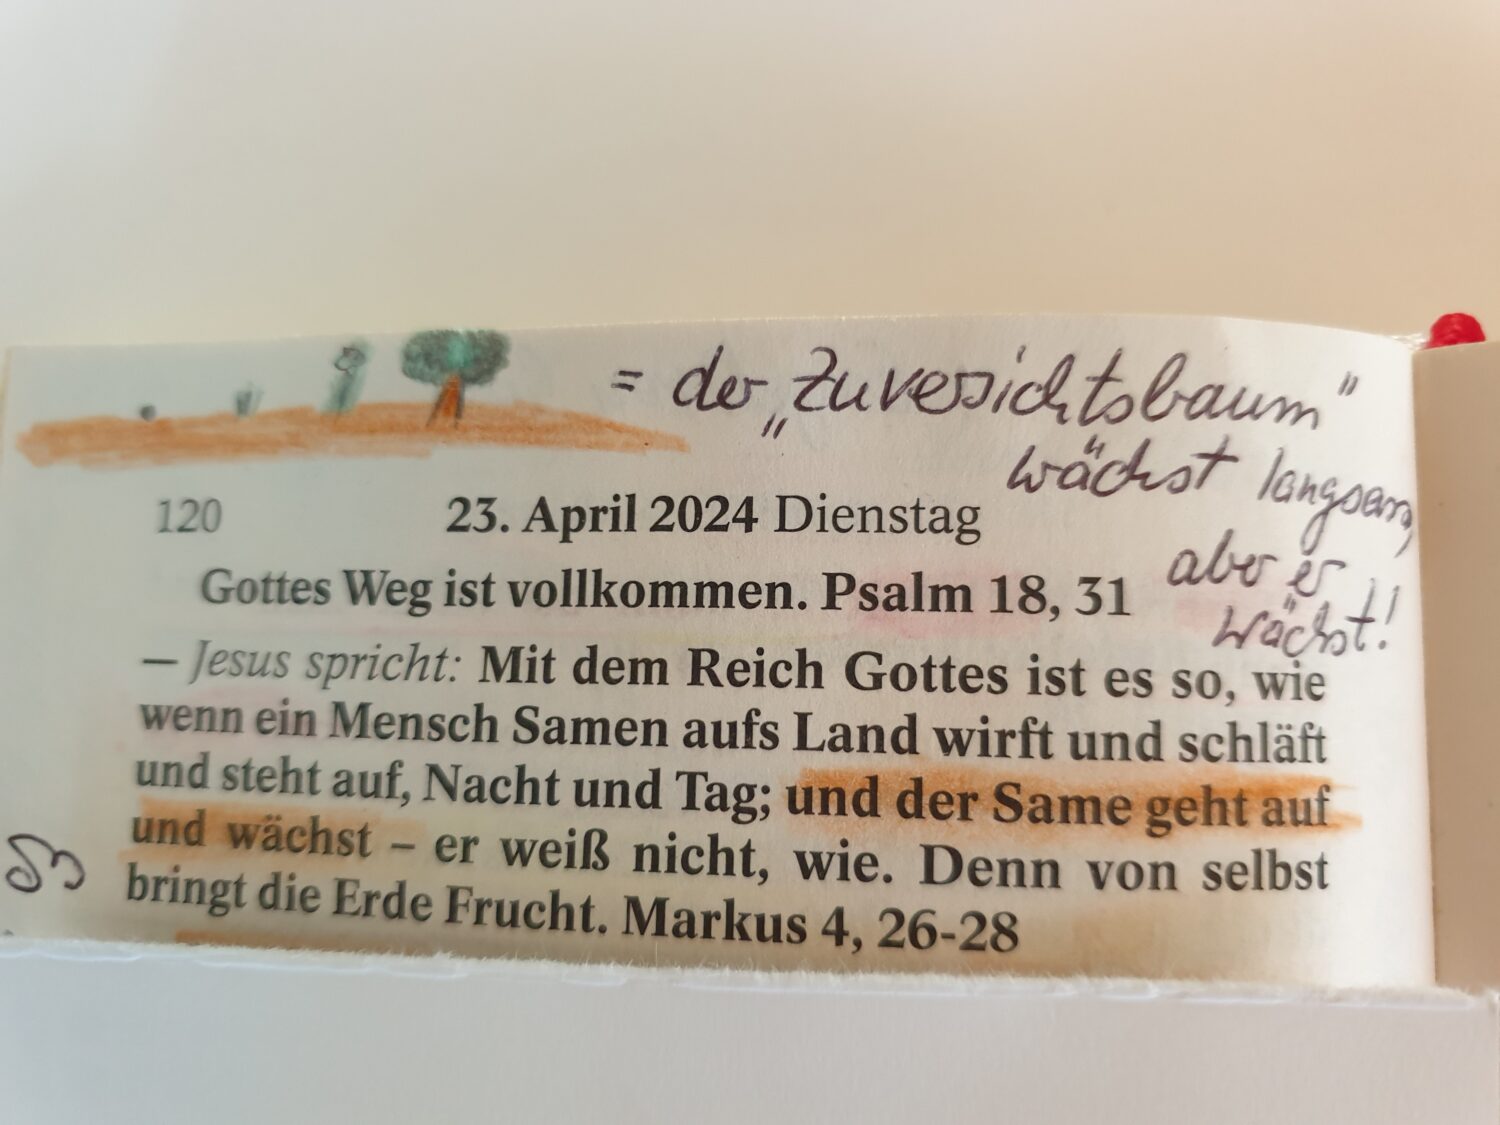 = der „Zuversichtsbaum"
wächst langsam,
aber er
wächst!
120 23. April 2024 Dienstag
Gottes Weg ist vollkommen. Psalm 18, 31
– Jesus spricht: Mit dem Reich Gottes ist es so, wie
wenn ein Mensch Samen aufs Land wirft und schläft
und steht auf, Nacht und Tag; und der Same geht auf
und wächst – er weiß nicht, wie. Denn von selbst
bringt die Erde Frucht. Markus 4, 26-28